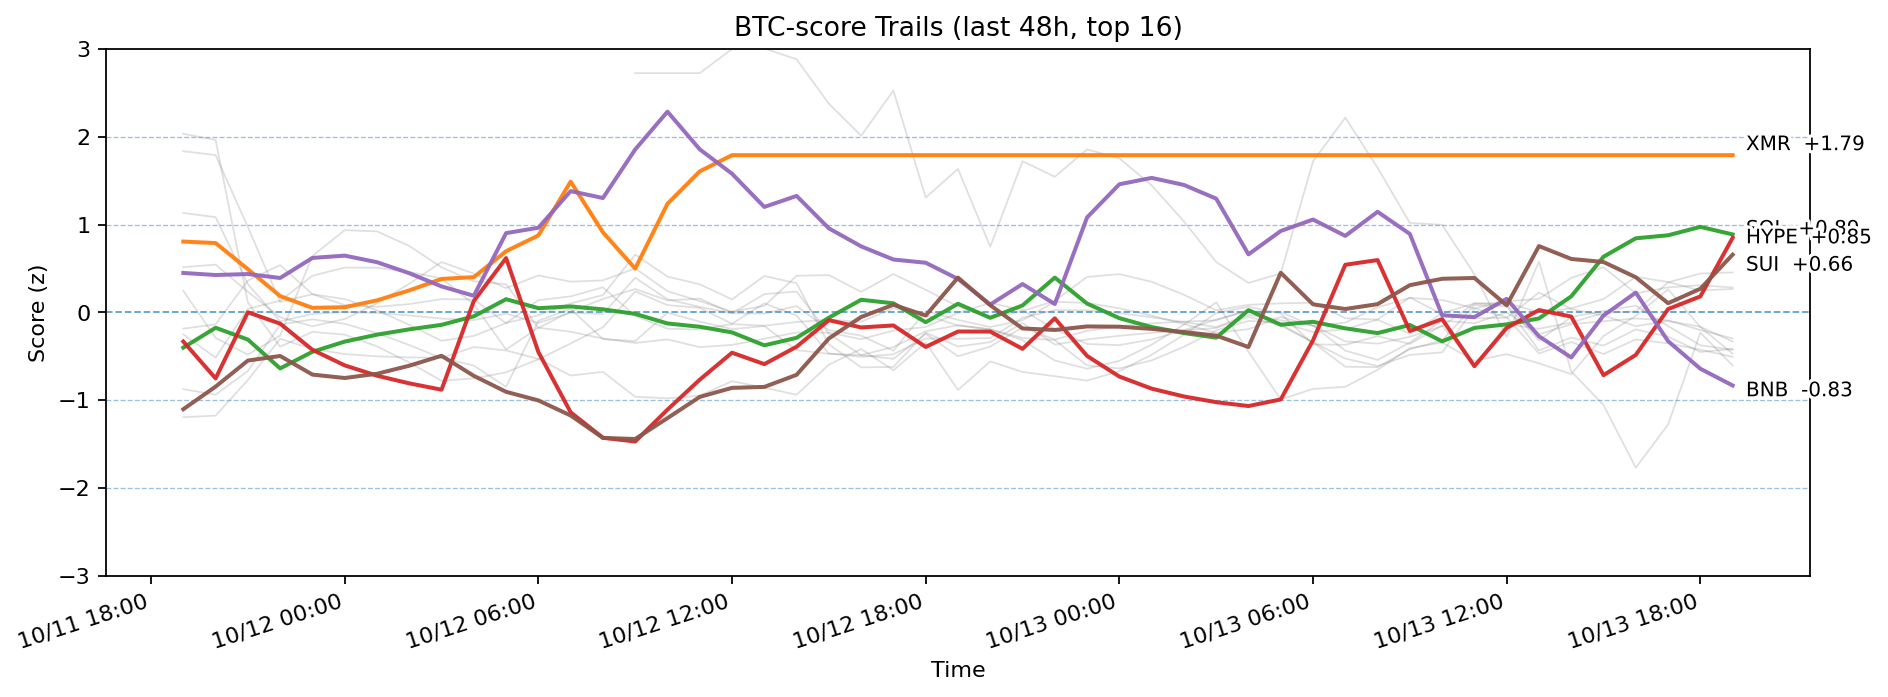 BTC-score Trails (last 48h, top 16)
Score (z)
3
2
1
0
−1
−2
−3
XMR +1.79
HYPE +0.85
SUI +0.66
BNB -0.83
10/11 18:00
10/12 00:00
10/12 06:00
10/12 12:00
10/12 18:00
10/13 00:00
10/13 06:00
10/13 12:00
10/13 18:00
Time